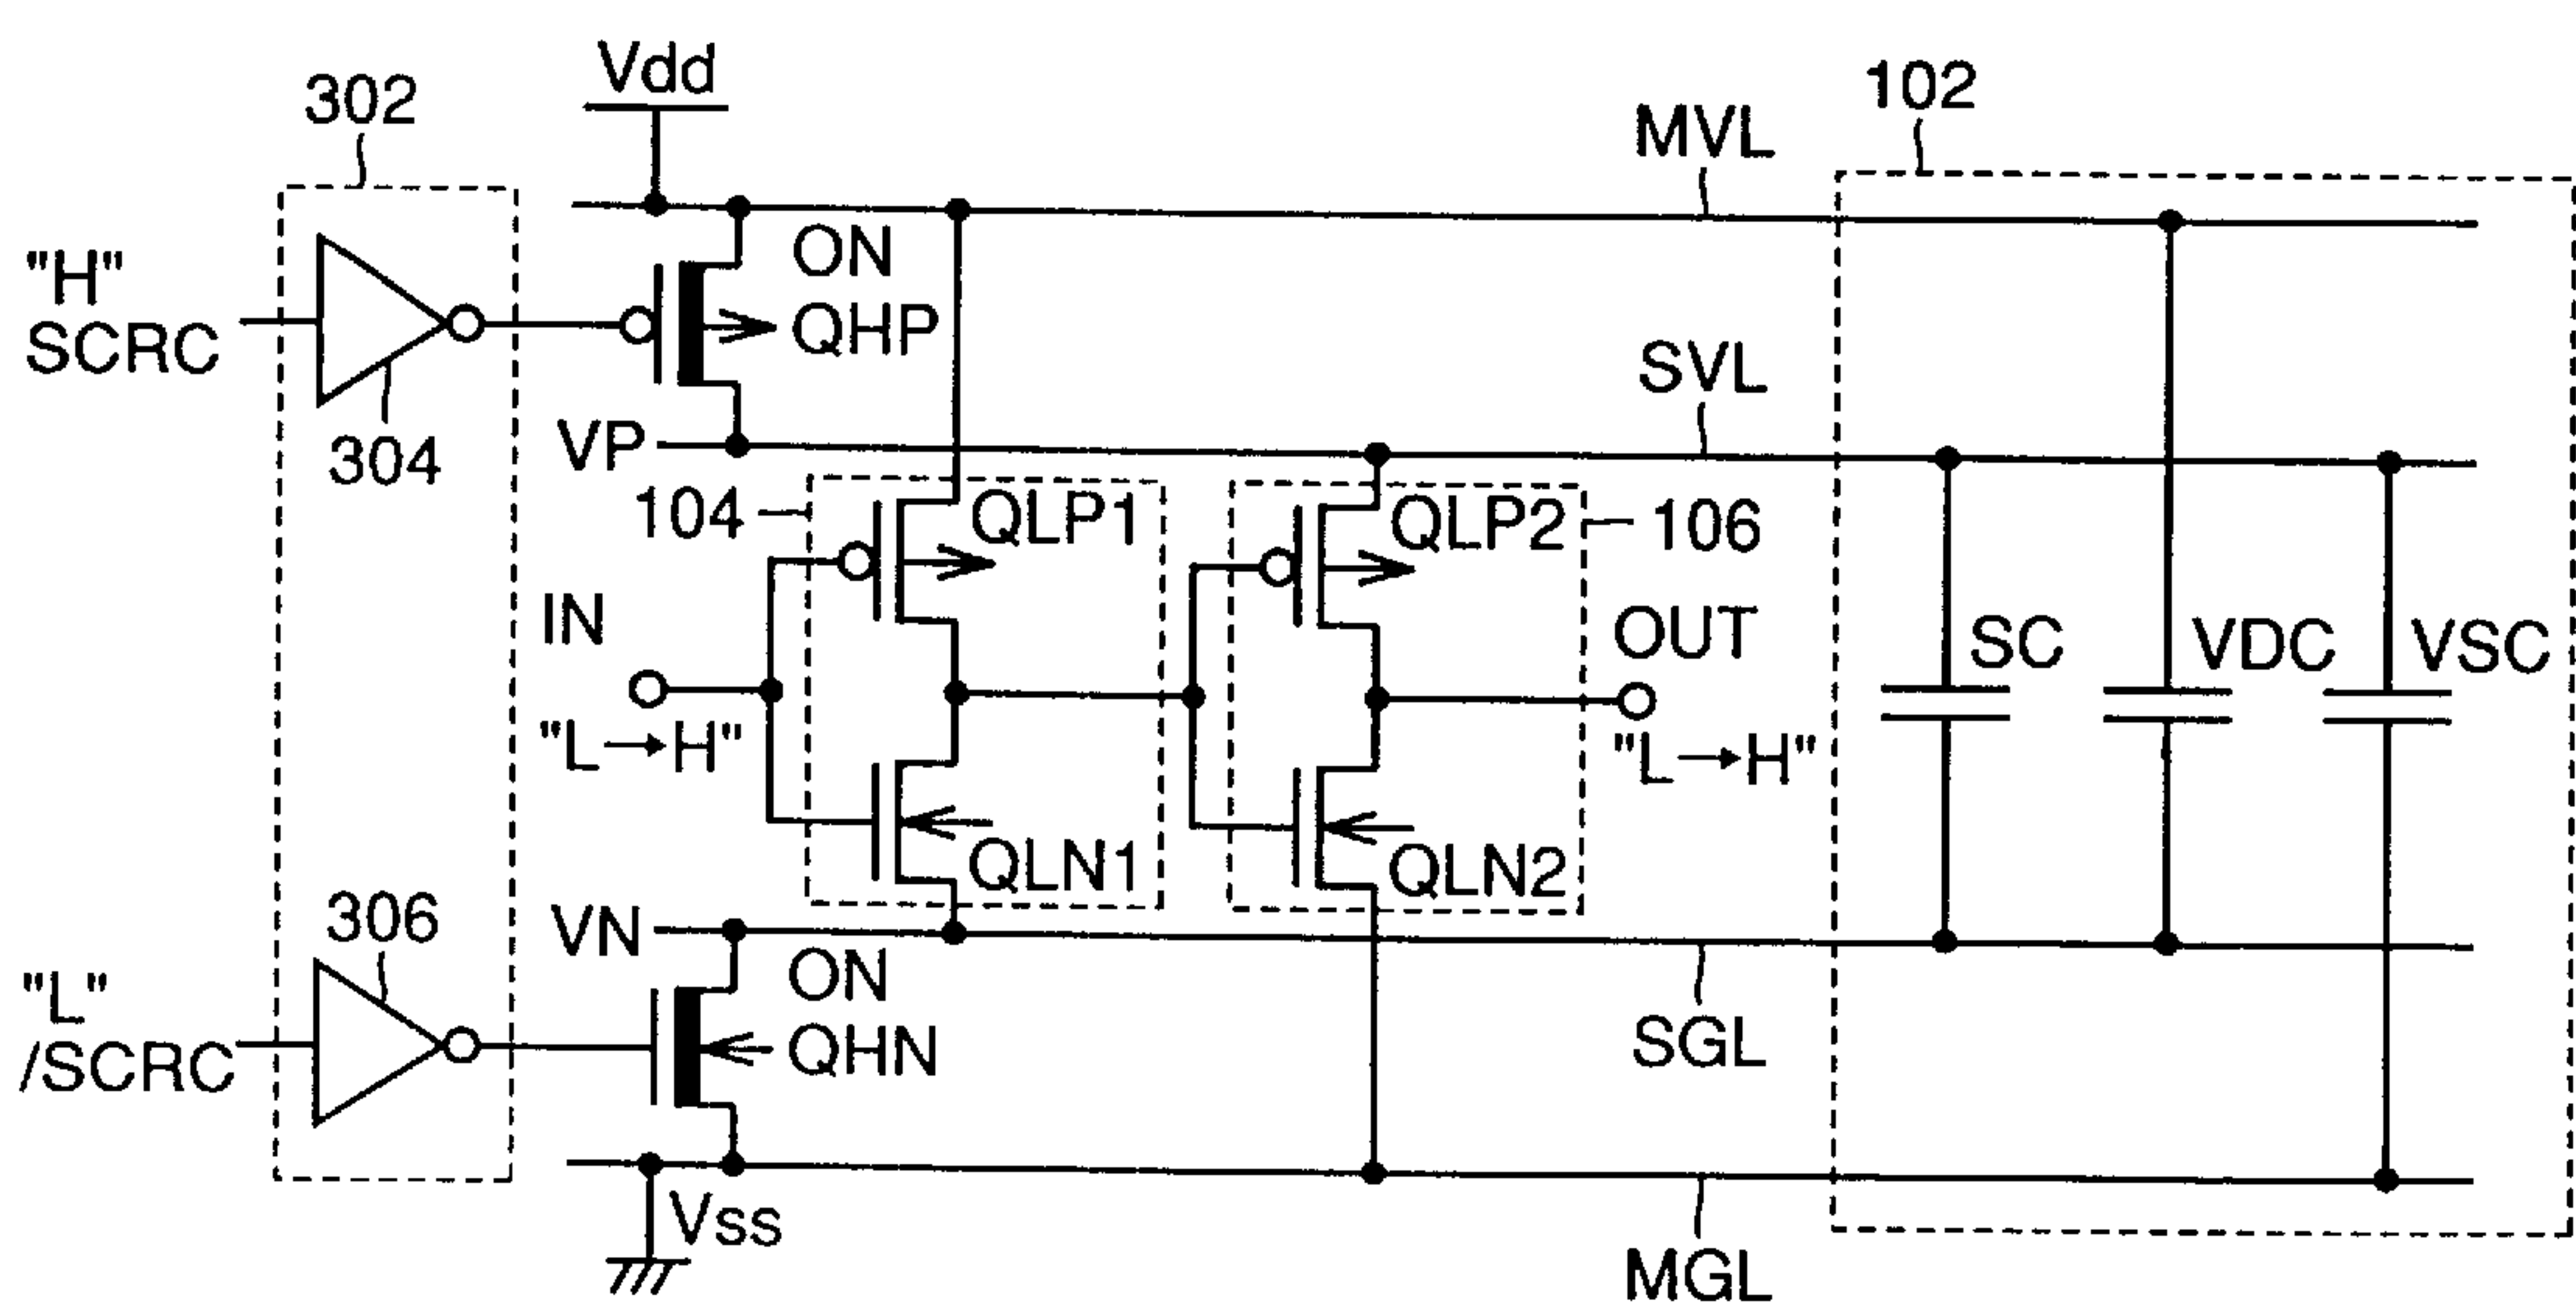 Vdd
302
102
MVL
"H"
SCRC
ON
QHP
304
SVL
VP
104
QLP1
QLP2
106
IN
OUT
SC
VDC
VSC
"L→H"
"L→H"
QLN1
QLN2
306
VN
ON
QHN
"L"
/SCRC
SGL
Vss
MGL